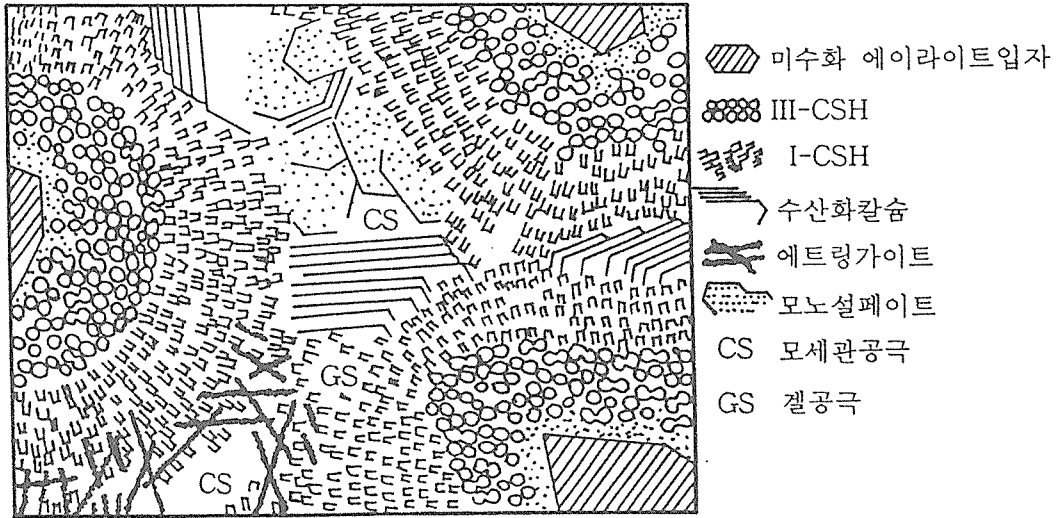 CS
GS
CS
미수화 에이라이트입자
III-CSH
I-CSH
수산화칼슘
에트링가이트
모노설페이트
CS 모세관공극
GS 겔공극